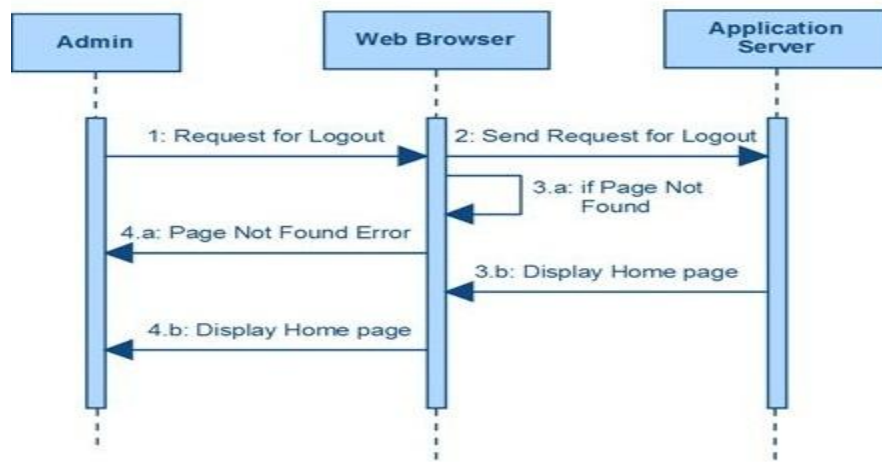 Admin
Web Browser
Application
Server
1: Request for Logout
2: Send Request for Logout
3.a: if Page Not
Found
4.a: Page Not Found Error
3.b: Display Home page
4.b: Display Home page